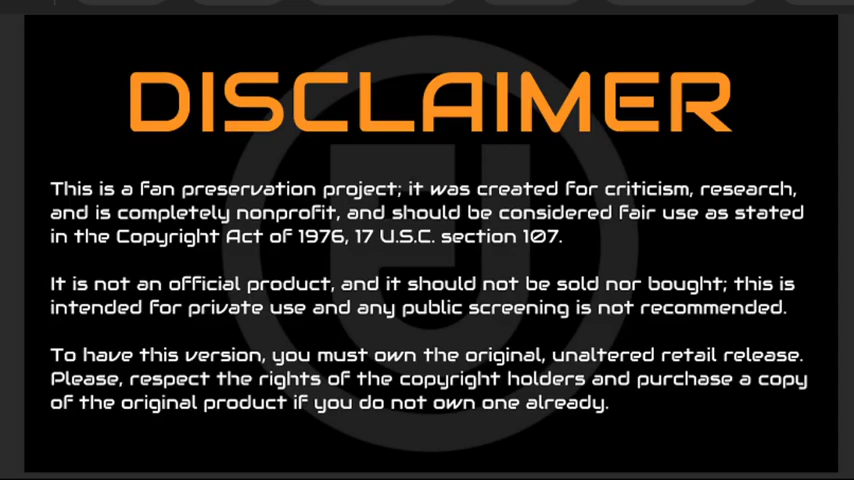 DISCLAIMER
This is a fan preservation project; it was created for criticism, research,
and is completely nonprofit, and should be considered fair use as stated
in the Copyright Act of 1976, 17 U.S.C. section 107.
It is not an official product, and it should not be sold nor bought; this is
intended for private use and any public screening is not recommended.
To have this version, you must own the original, unaltered retail release.
Please, respect the rights of the copyright holders and purchase a copy
of the original product if you do not own one already.